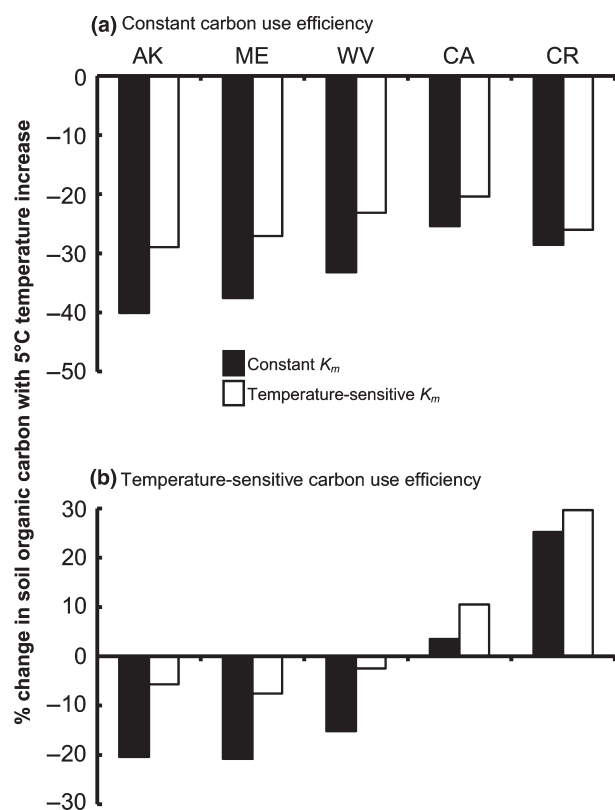 (a) Constant carbon use efficiency
AK ME WV CA CR
0
–10
–20
–30
–40
–50
Constant Km
Temperature-sensitive Km
% change in soil organic carbon with 5°C temperature increase
(b) Temperature-sensitive carbon use efficiency
30
20
10
0
–10
–20
–30